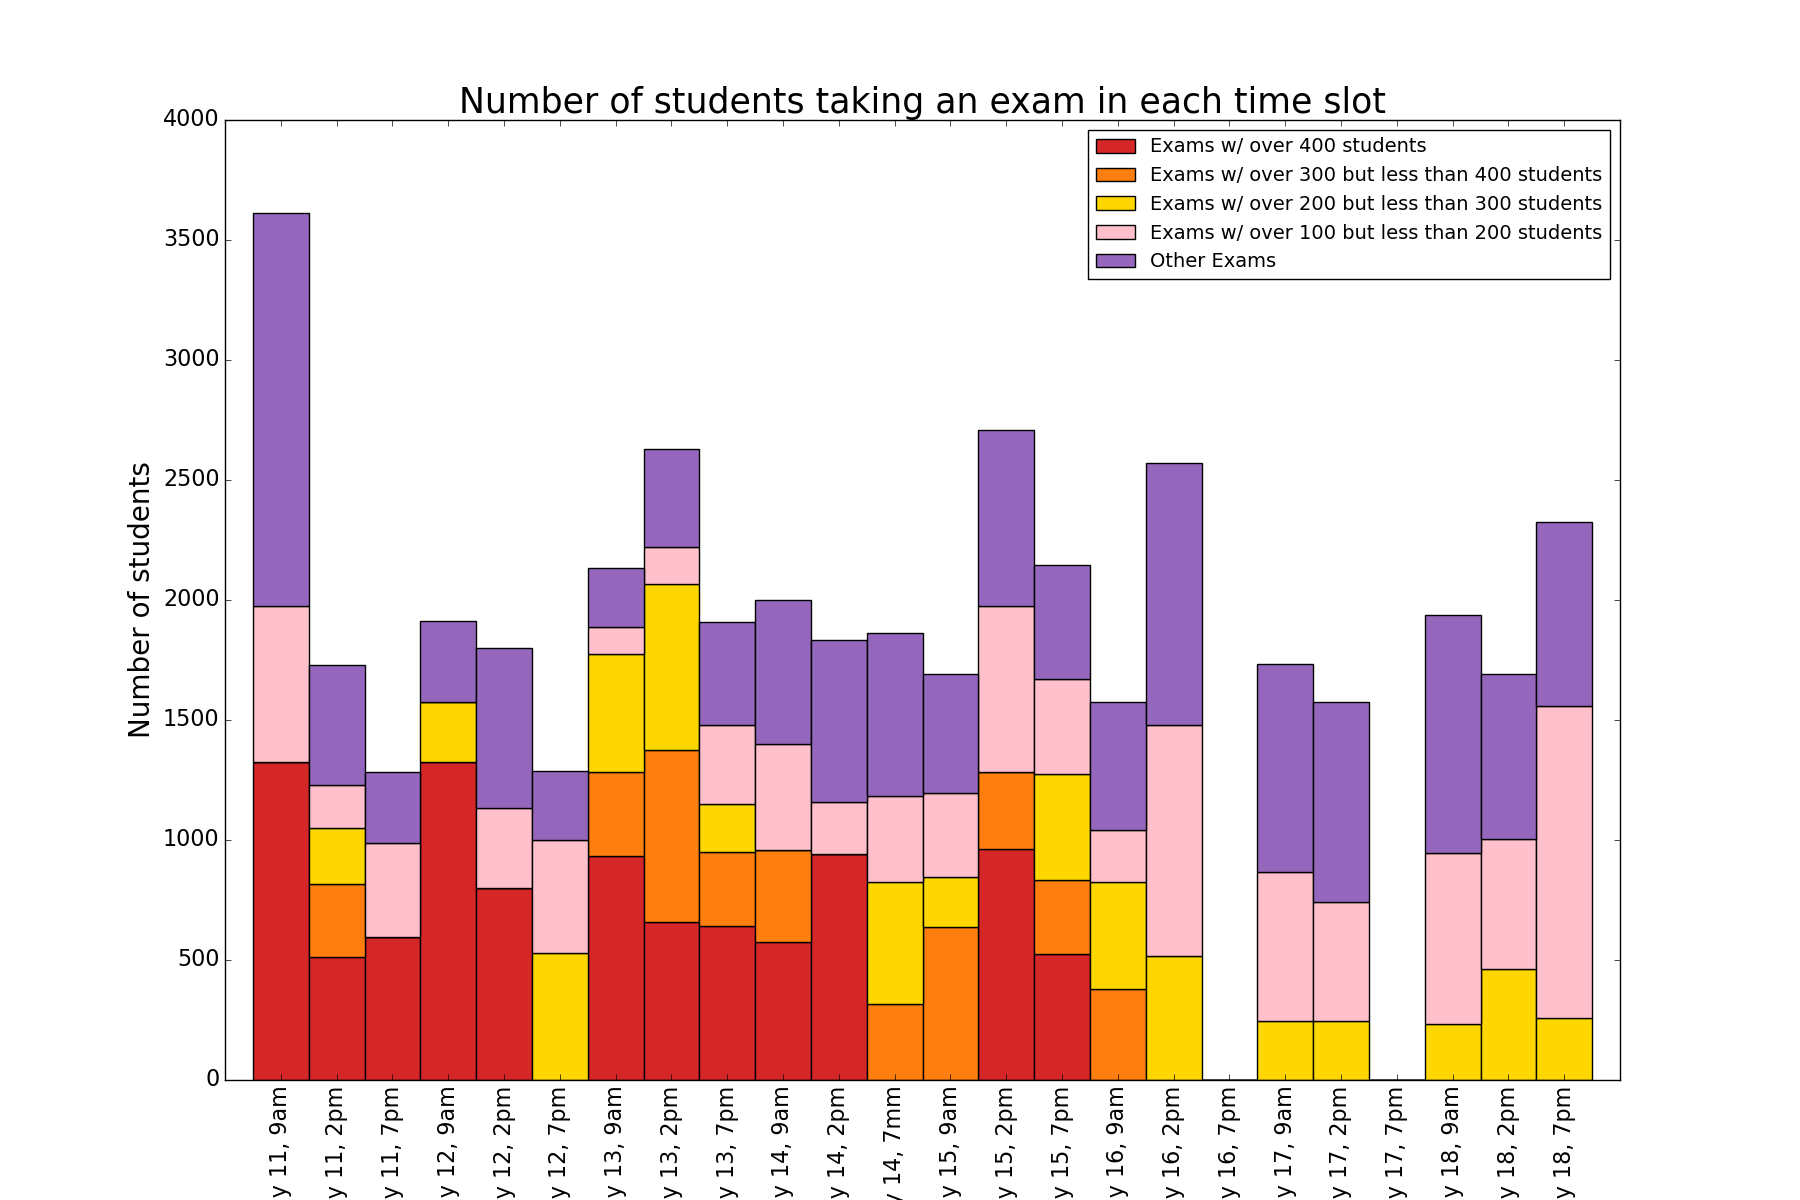 Number of students taking an exam in each time slot
4000
3500
3000
2500
2000
1500
1000
500
0
Number of students
Exams w/ over 400 students
Exams w/ over 300 but less than 400 students
Exams w/ over 200 but less than 300 students
Exams w/ over 100 but less than 200 students
Other Exams
y 11, 9am
y 11, 2pm
y 11, 7pm
y 12, 9am
y 12, 2pm
y 12, 7pm
y 13, 9am
y 13, 2pm
y 13, 7pm
y 14, 9am
y 14, 2pm
y 14, 7mm
y 15, 9am
y 15, 2pm
y 15, 7pm
y 16, 9am
y 16, 2pm
y 16, 7pm
y 17, 9am
y 17, 2pm
y 17, 7pm
y 18, 9am
y 18, 2pm
y 18, 7pm